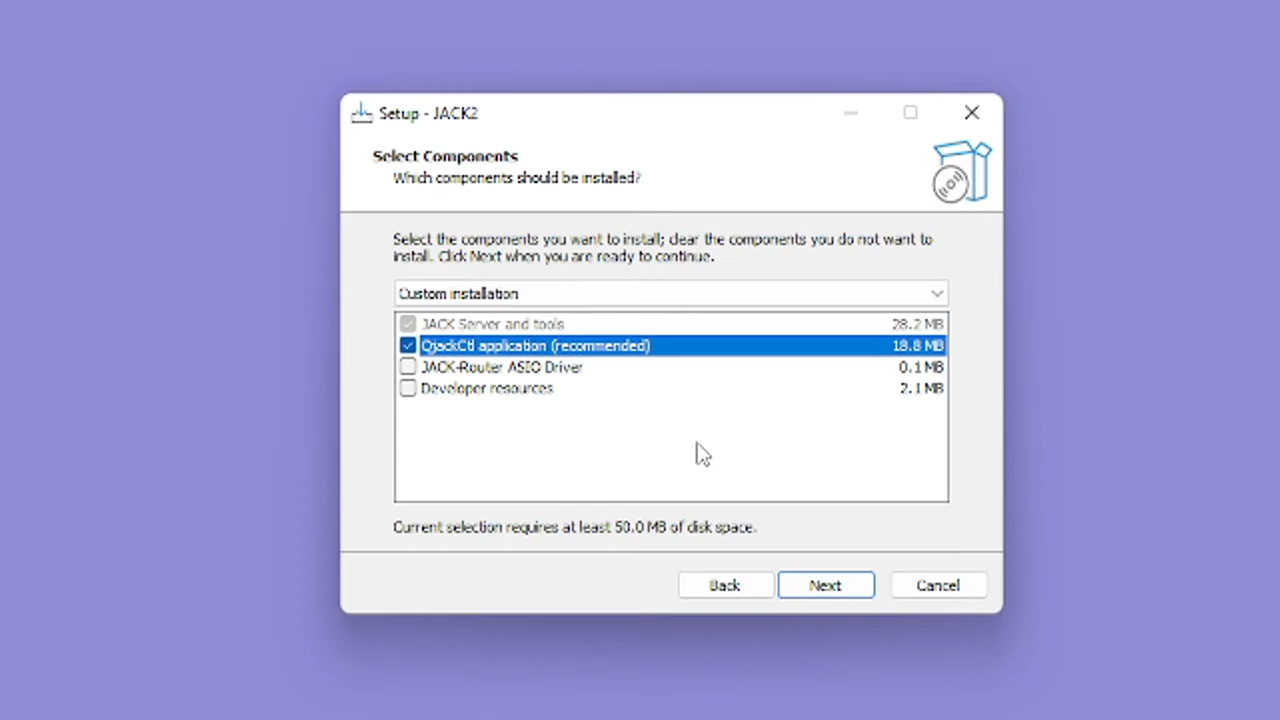 Setup - JACK2
Select Components
Which components should be installed?
Select the components you want to install; clear the components you do not want to
install. Click Next when you are ready to continue.
Custom installation
JACK Server and tools 28.2 MB
QjackCtl application (recommended) 18.8 MB
JACK-Router ASIO Driver 0.1 MB
Developer resources 2.1 MB
Current selection requires at least 50.0 MB of disk space.
Back Next Cancel